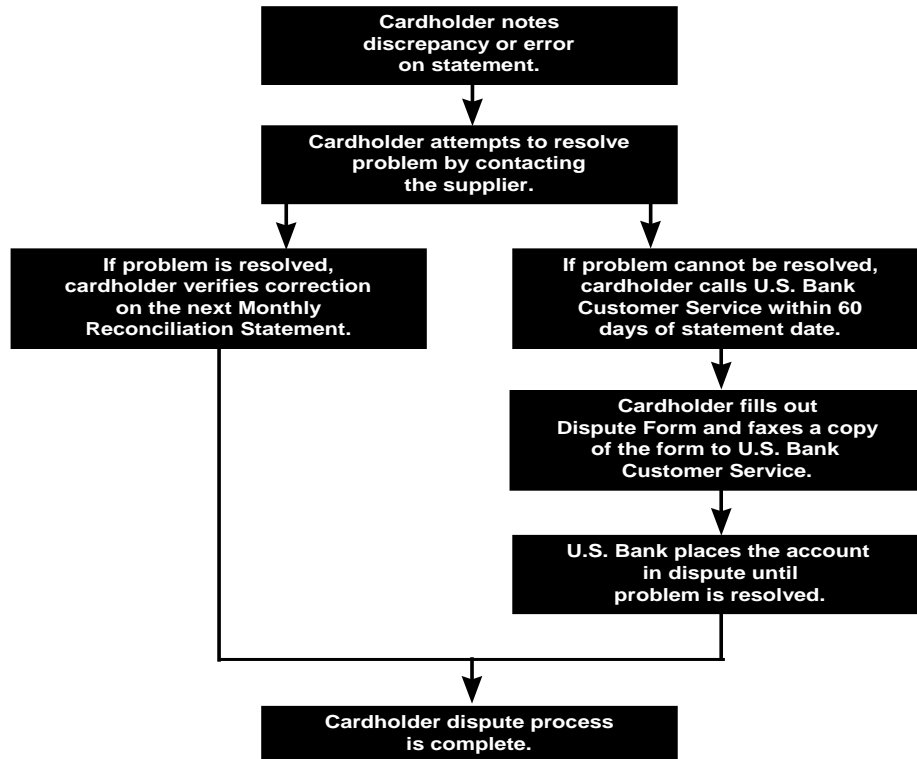 Cardholder notes
discrepancy or error
on statement.
Cardholder attempts to resolve
problem by contacting
the supplier.
If problem is resolved,
cardholder verifies correction
on the next Monthly
Reconciliation Statement.
If problem cannot be resolved,
cardholder calls U.S. Bank
Customer Service within 60
days of statement date.
Cardholder fills out
Dispute Form and faxes a copy
of the form to U.S. Bank
Customer Service.
U.S. Bank places the account
in dispute until
problem is resolved.
Cardholder dispute process
is complete.